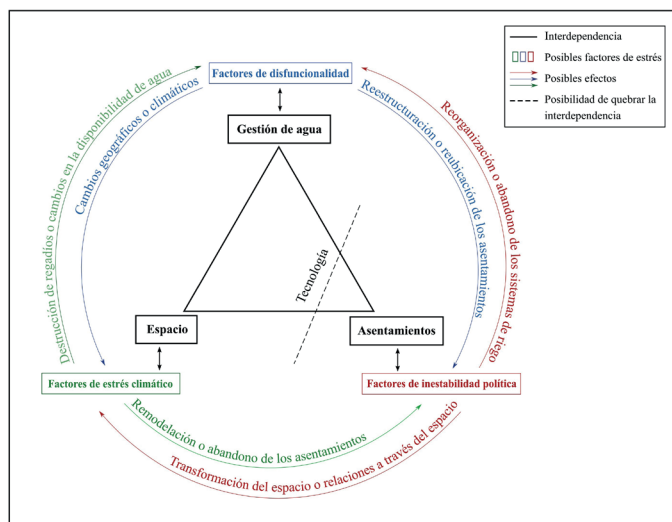 Interdependencia
Posibles factores de estrés
Posibles efectos
Posibilidad de quebrar la
interdependencia
Factores de disfuncionalidad
Gestión de agua
Destrucción de regadios o cambios en la disponibilidad de agua
Cambios geográficos o climáticos
Reestructuración o reubicación de los asentamientos
Reorganización o abandono de los sistemas de riego
Tecnología
Espacio
Asentamientos
Factores de estrés climático
Factores de inestabilidad política
Remodelación o abandono de los asentamientos
Transformación del espacio o relaciones a través del espacio